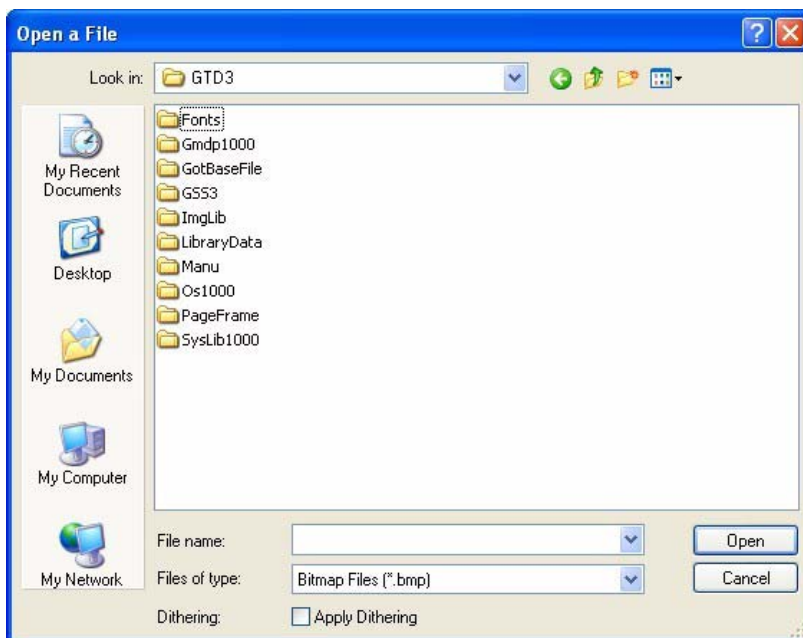 Open a File
Look in: GTD3
My Recent
Documents
Desktop
My Documents
My Computer
My Network
Fonts
Gmdp1000
GotBaseFile
GSS3
ImgLib
LibraryData
Manu
Os1000
PageFrame
SysLib1000
File name: Open
Files of type: Bitmap Files (*.bmp) Cancel
Dithering: Apply Dithering